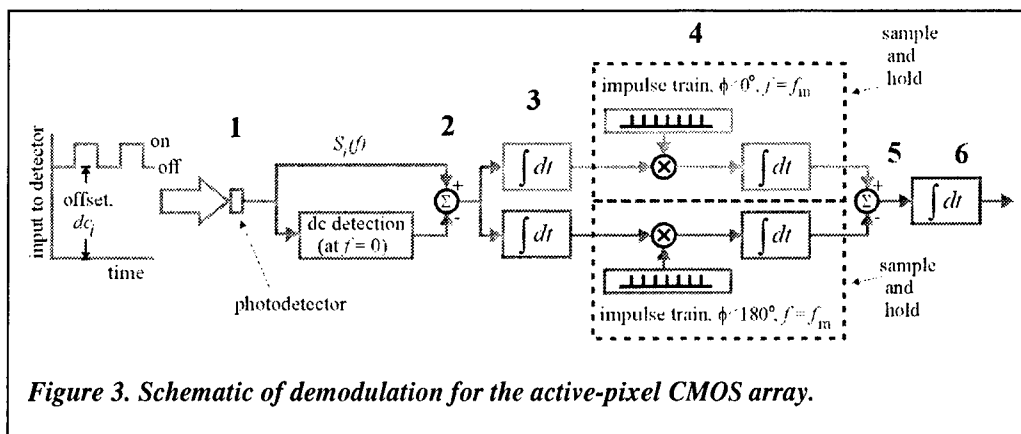 4
sample
and
hold
impulse train, ϕ=0°, f = fm
3
1
2
on
off
Si(f)
∫ dt
∫ dt
5
6
+
-
Σ
+
-
Σ
∫ dt
input to detector
offset,
dci
dc detection
(at f = 0)
∫ dt
∫ dt
time
photodetector
impulse train, ϕ=180°, f = fm
sample
and
hold
Figure 3. Schematic of demodulation for the active-pixel CMOS array.